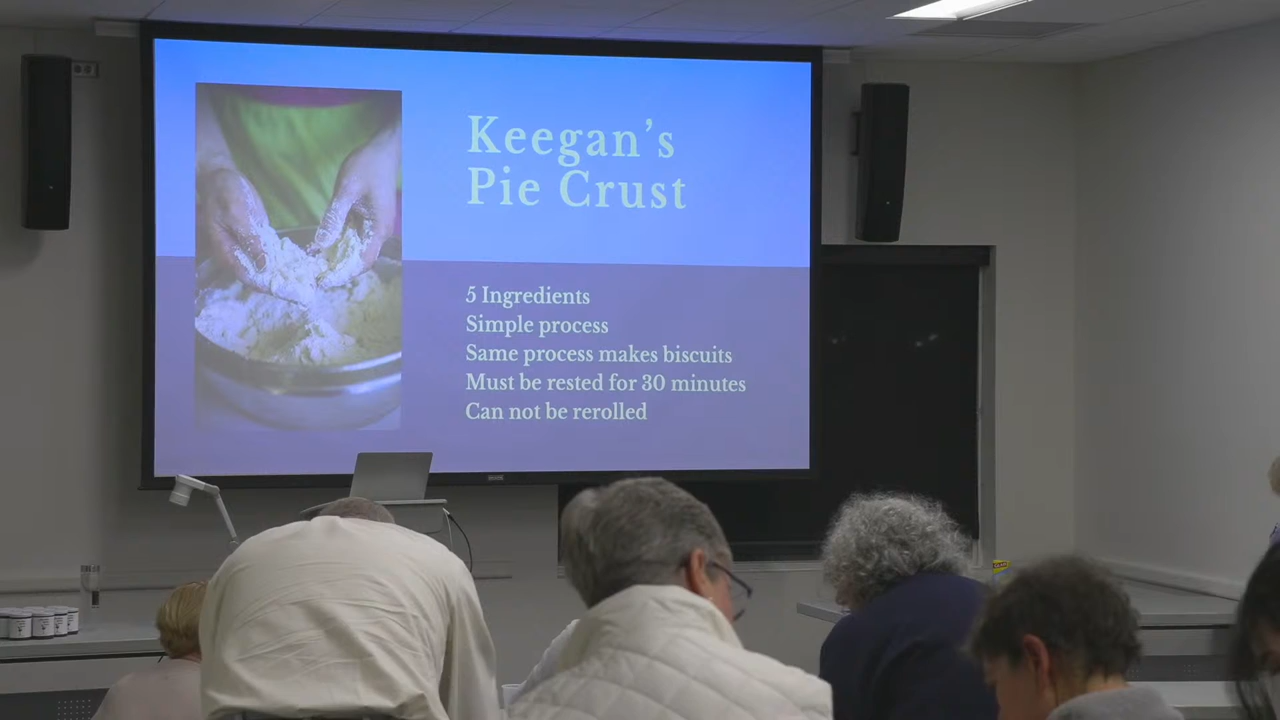 Keegan's
Pie Crust
5 Ingredients
Simple process
Same process makes biscuits
Must be rested for 30 minutes
Can not be rerolled